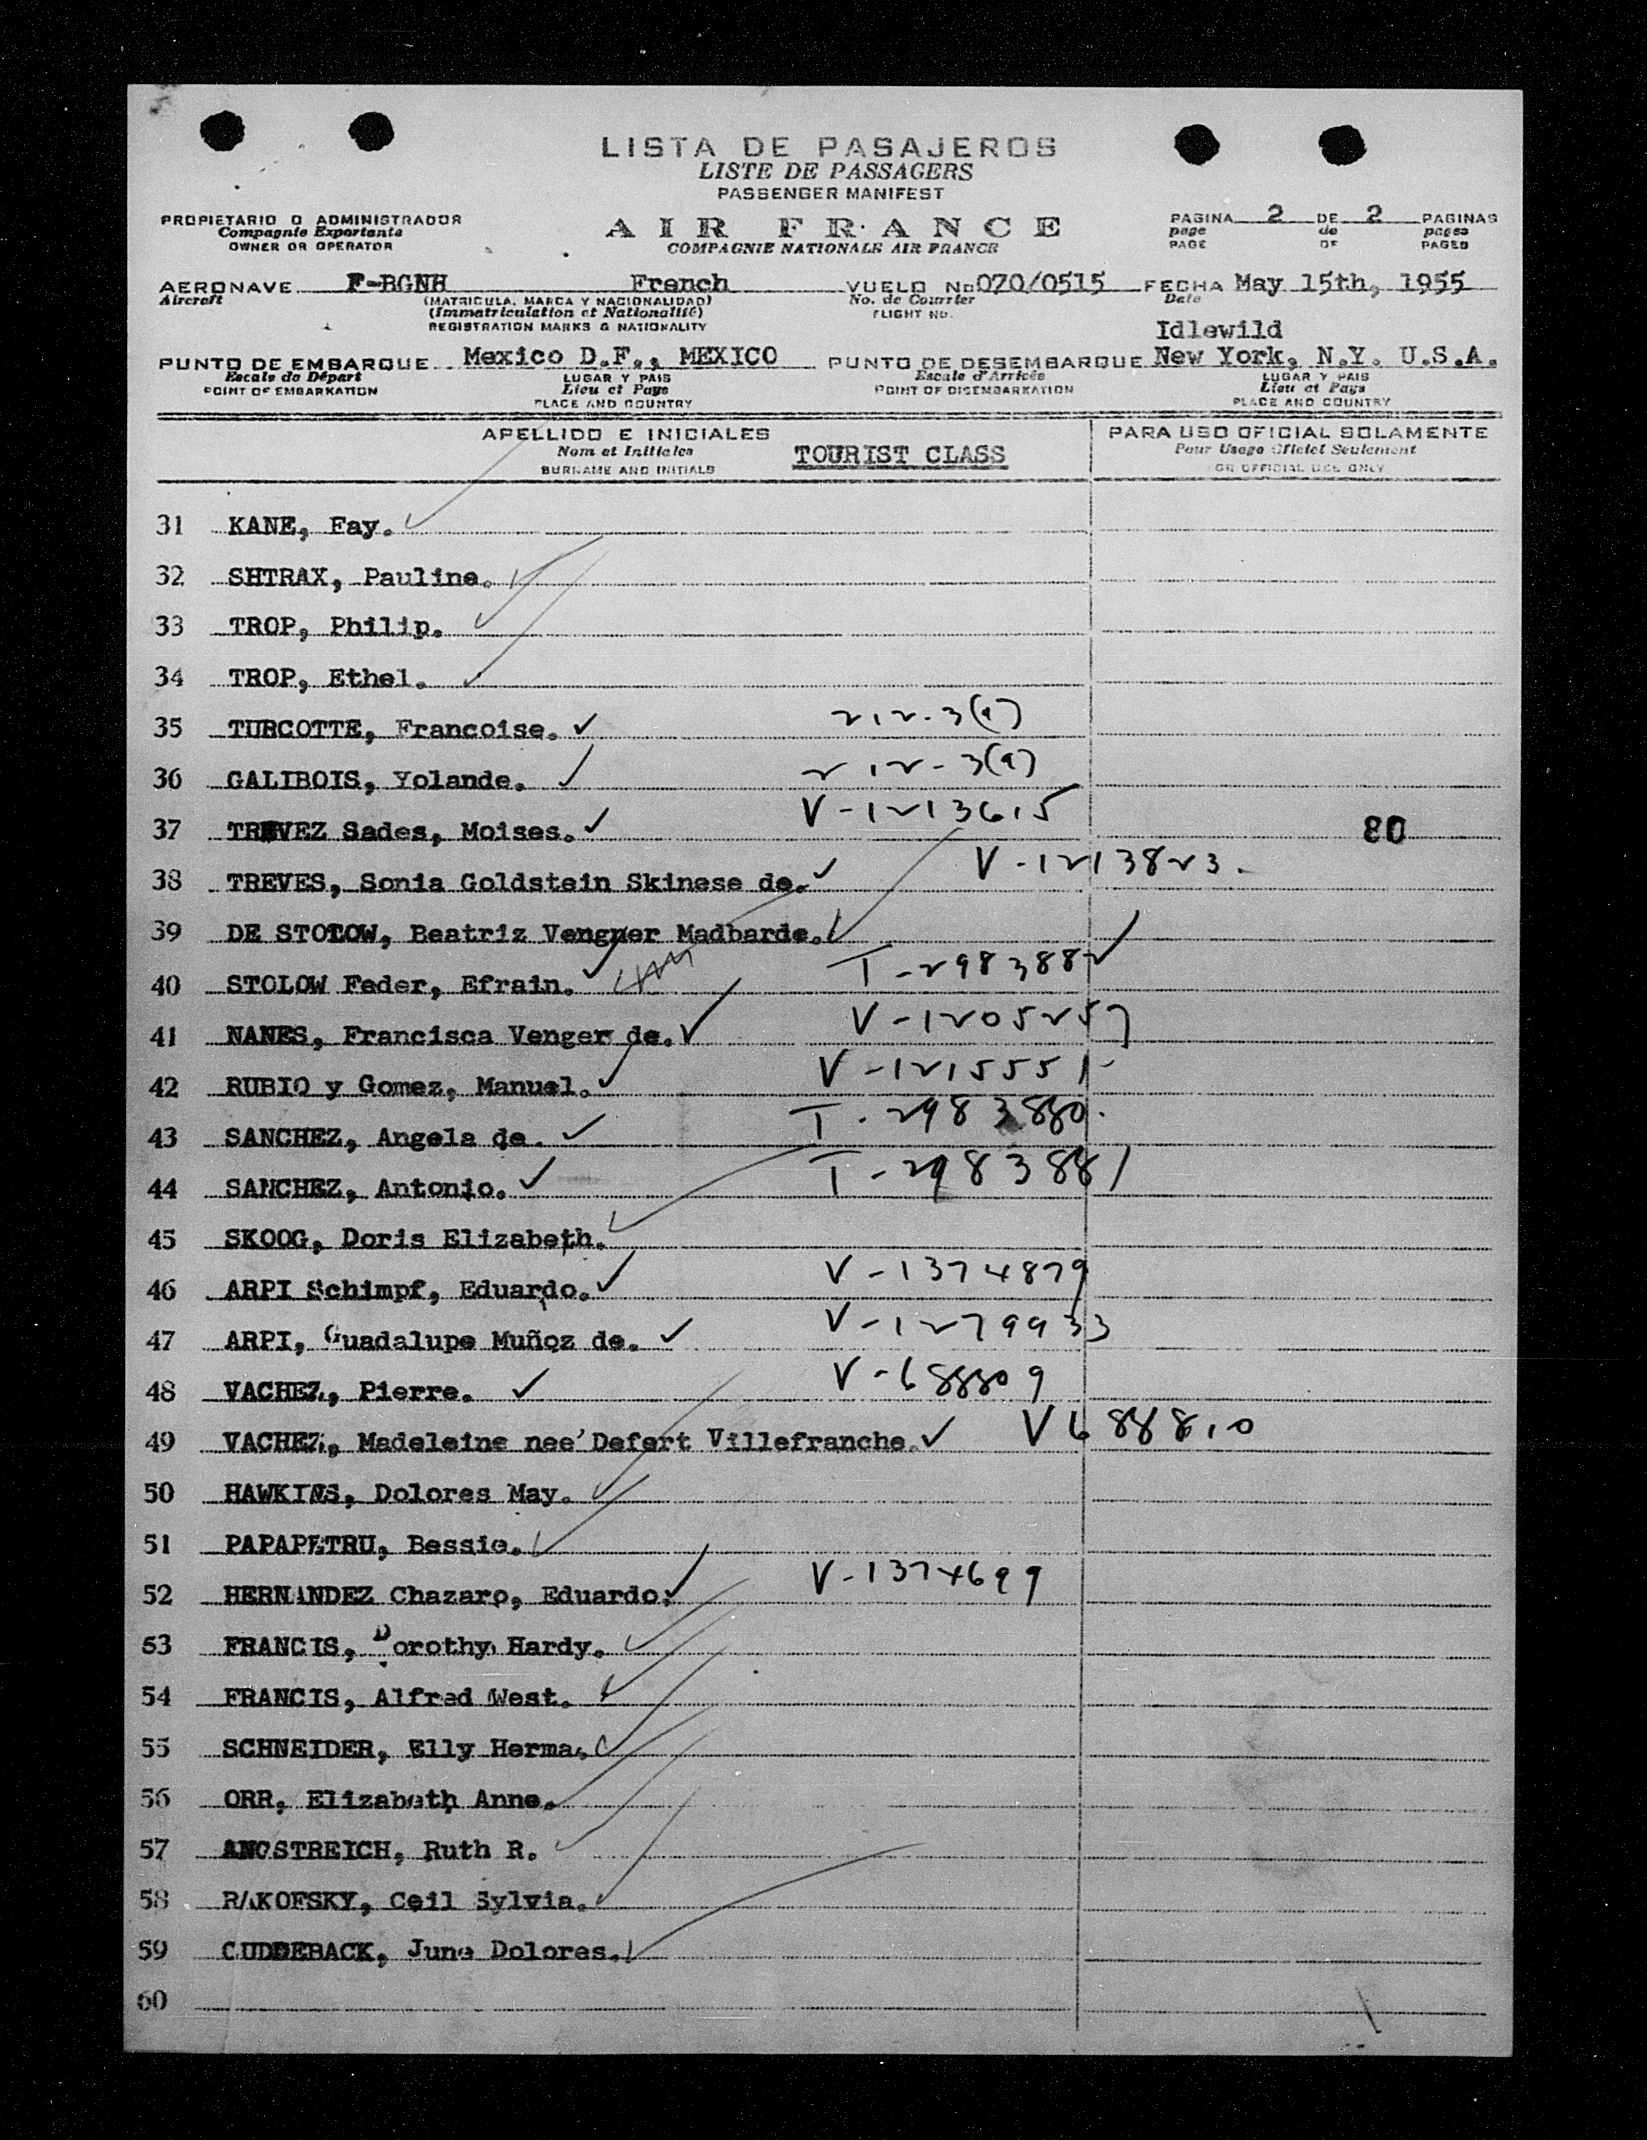 LISTA DE PASAJEROS
LISTE DE PASSAGERS
PASSENGER MANIFEST
PROPIETARIO O ADMINISTRADOR
Compagnie Exportante
OWNER OR OPERATOR
AIR FRANCE
COMPAGNIE NATIONALE AIR FRANCE
PAGINA 2 DE 2 PAGINAS
page de pages
PAGE OF PAGES
AERONAVE F-BGNH French VUELO No 070/0515 FECHA May 15th, 1955
Aircraft (MATRICULA, MARCA Y NACIONALIDAD) No. de Courrier Date
(Immatriculation et Nationalité) FLIGHT No.
REGISTRATION MARKS & NATIONALITY
Idlewild
PUNTO DE EMBARQUE Mexico D.F., MEXICO PUNTO DE DESEMBARQUE New York, N.Y. U.S.A.
Escale de Départ LUGAR Y PAIS Escale d'Arrivée LUGAR Y PAIS
POINT OF EMBARKATION Lieu et Pays POINT OF DISEMBARKATION Lieu et Pays
PLACE AND COUNTRY PLACE AND COUNTRY
APELLIDO E INICIALES PARA USO OFICIAL SOLAMENTE
Nom et Initiales TOURIST CLASS Pour Usage Officiel Seulement
SURNAME AND INITIALS FOR OFFICIAL USE ONLY
31 KANE, Fay.
32 SHTRAX, Pauline.
33 TROP, Philip.
34 TROP, Ethel.
35 TURCOTTE, Francoise. 212.3(a)
36 GALIBOIS, Yolande. 212-3(a)
37 TREVEZ Sades, Moises. V-1213615 80
38 TREVES, Sonia Goldstein Skinese de. V-1213823.
39 DE STOLOW, Beatriz Vengner Madbarde.
40 STOLOW Feder, Efrain. T-2983882
41 NANES, Francisca Venger de. V-1205257
42 RUBIO y Gomez, Manuel. V-1215551
43 SANCHEZ, Angela de. T-2983880.
44 SANCHEZ, Antonio. T-2983881
45 SKOOG, Doris Elizabeth.
46 ARPI Schimpf, Eduardo. V-1374879
47 ARPI, Guadalupe Muñoz de. V-1279933
48 VACHEZ, Pierre. V-688809
49 VACHEZ, Madeleine nee' Defert Villefranche. V688810
50 HAWKINS, Dolores May.
51 PAPAPETRU, Bessie.
52 HERNANDEZ Chazaro, Eduardo. V-1374699
53 FRANCIS, Dorothy Hardy.
54 FRANCIS, Alfred West.
55 SCHNEIDER, Elly Herma.
56 ORR, Elizabeth Anne.
57 ANGSTREICH, Ruth R.
58 RAKOFSKY, Ceil Sylvia.
59 CUDDEBACK, June Dolores.
60